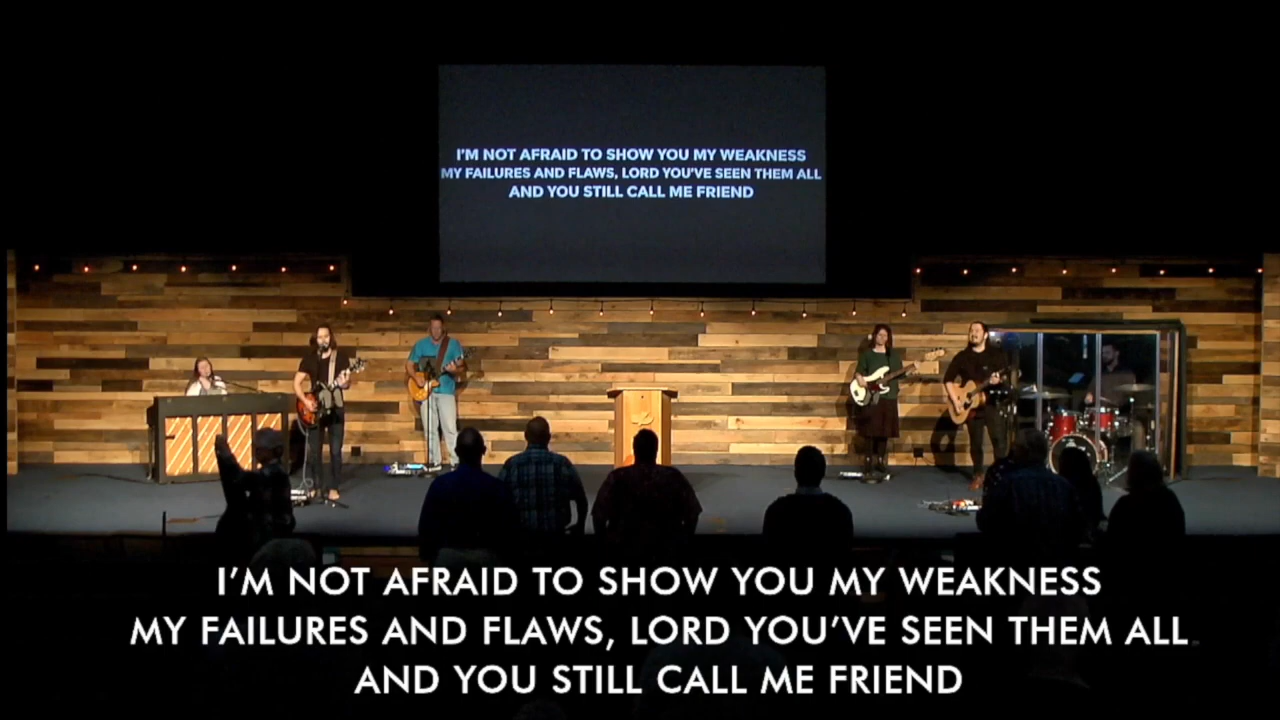 I'M NOT AFRAID TO SHOW YOU MY WEAKNESS
MY FAILURES AND FLAWS, LORD YOU'VE SEEN THEM ALL
AND YOU STILL CALL ME FRIEND
I'M NOT AFRAID TO SHOW YOU MY WEAKNESS
MY FAILURES AND FLAWS, LORD YOU'VE SEEN THEM ALL
AND YOU STILL CALL ME FRIEND